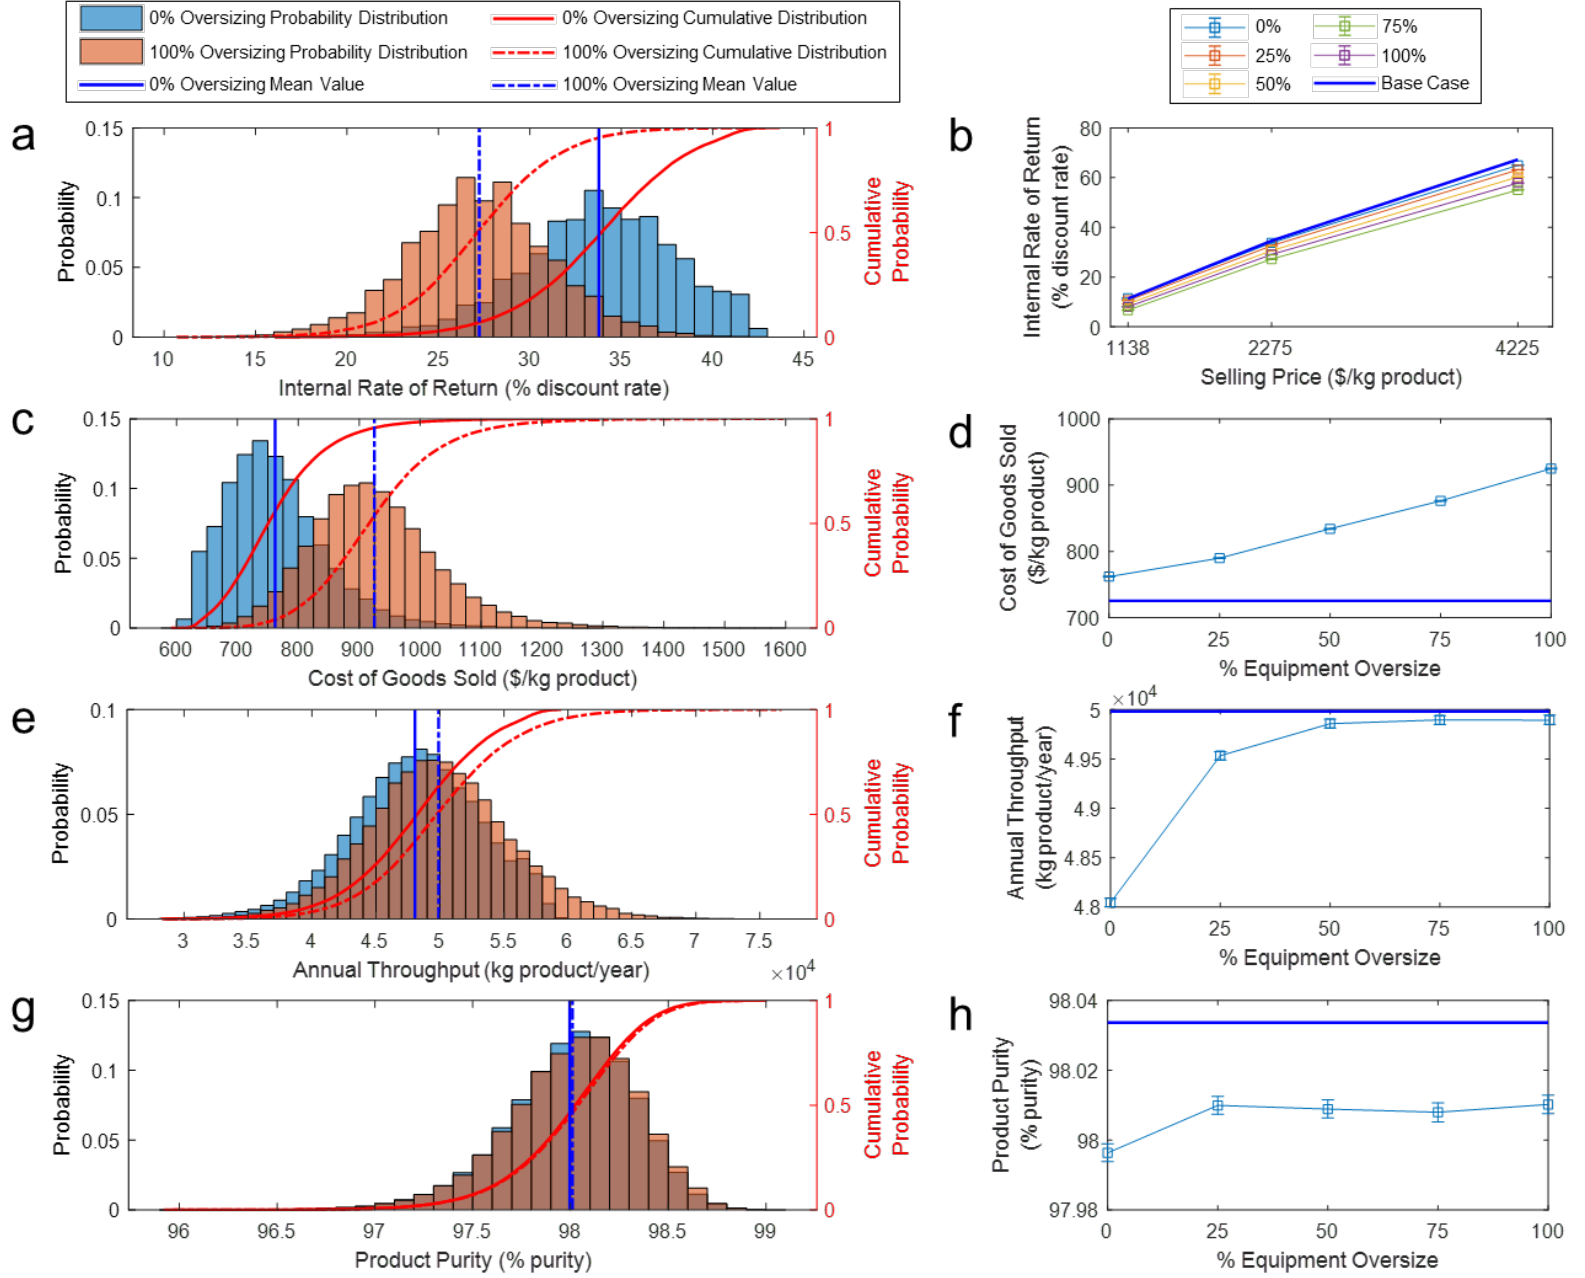 0% Oversizing Probability Distribution
0% Oversizing Cumulative Distribution
100% Oversizing Probability Distribution
100% Oversizing Cumulative Distribution
0% Oversizing Mean Value
100% Oversizing Mean Value
0%
75%
25%
100%
50%
Base Case
a
0.15
0.1
0.05
0
Probability
1
0.5
0
Cumulative
Probability
10 15 20 25 30 35 40 45
Internal Rate of Return (% discount rate)
b
80
60
40
20
0
Internal Rate of Return
(% discount rate)
1138 2275 4225
Selling Price ($/kg product)
c
0.15
0.1
0.05
0
Probability
1
0.5
0
Cumulative
Probability
600 700 800 900 1000 1100 1200 1300 1400 1500 1600
Cost of Goods Sold ($/kg product)
d
1000
900
800
700
Cost of Goods Sold
($/kg product)
0 25 50 75 100
% Equipment Oversize
e
0.1
0.05
0
Probability
1
0.5
0
Cumulative
Probability
3 3.5 4 4.5 5 5.5 6 6.5 7 7.5
Annual Throughput (kg product/year)
×10⁴
f
×10⁴
5
4.95
4.9
4.85
4.8
Annual Throughput
(kg product/year)
0 25 50 75 100
% Equipment Oversize
g
0.15
0.1
0.05
0
Probability
1
0.5
0
Cumulative
Probability
96 96.5 97 97.5 98 98.5 99
Product Purity (% purity)
h
98.04
98.02
98
97.98
Product Purity
(% purity)
0 25 50 75 100
% Equipment Oversize